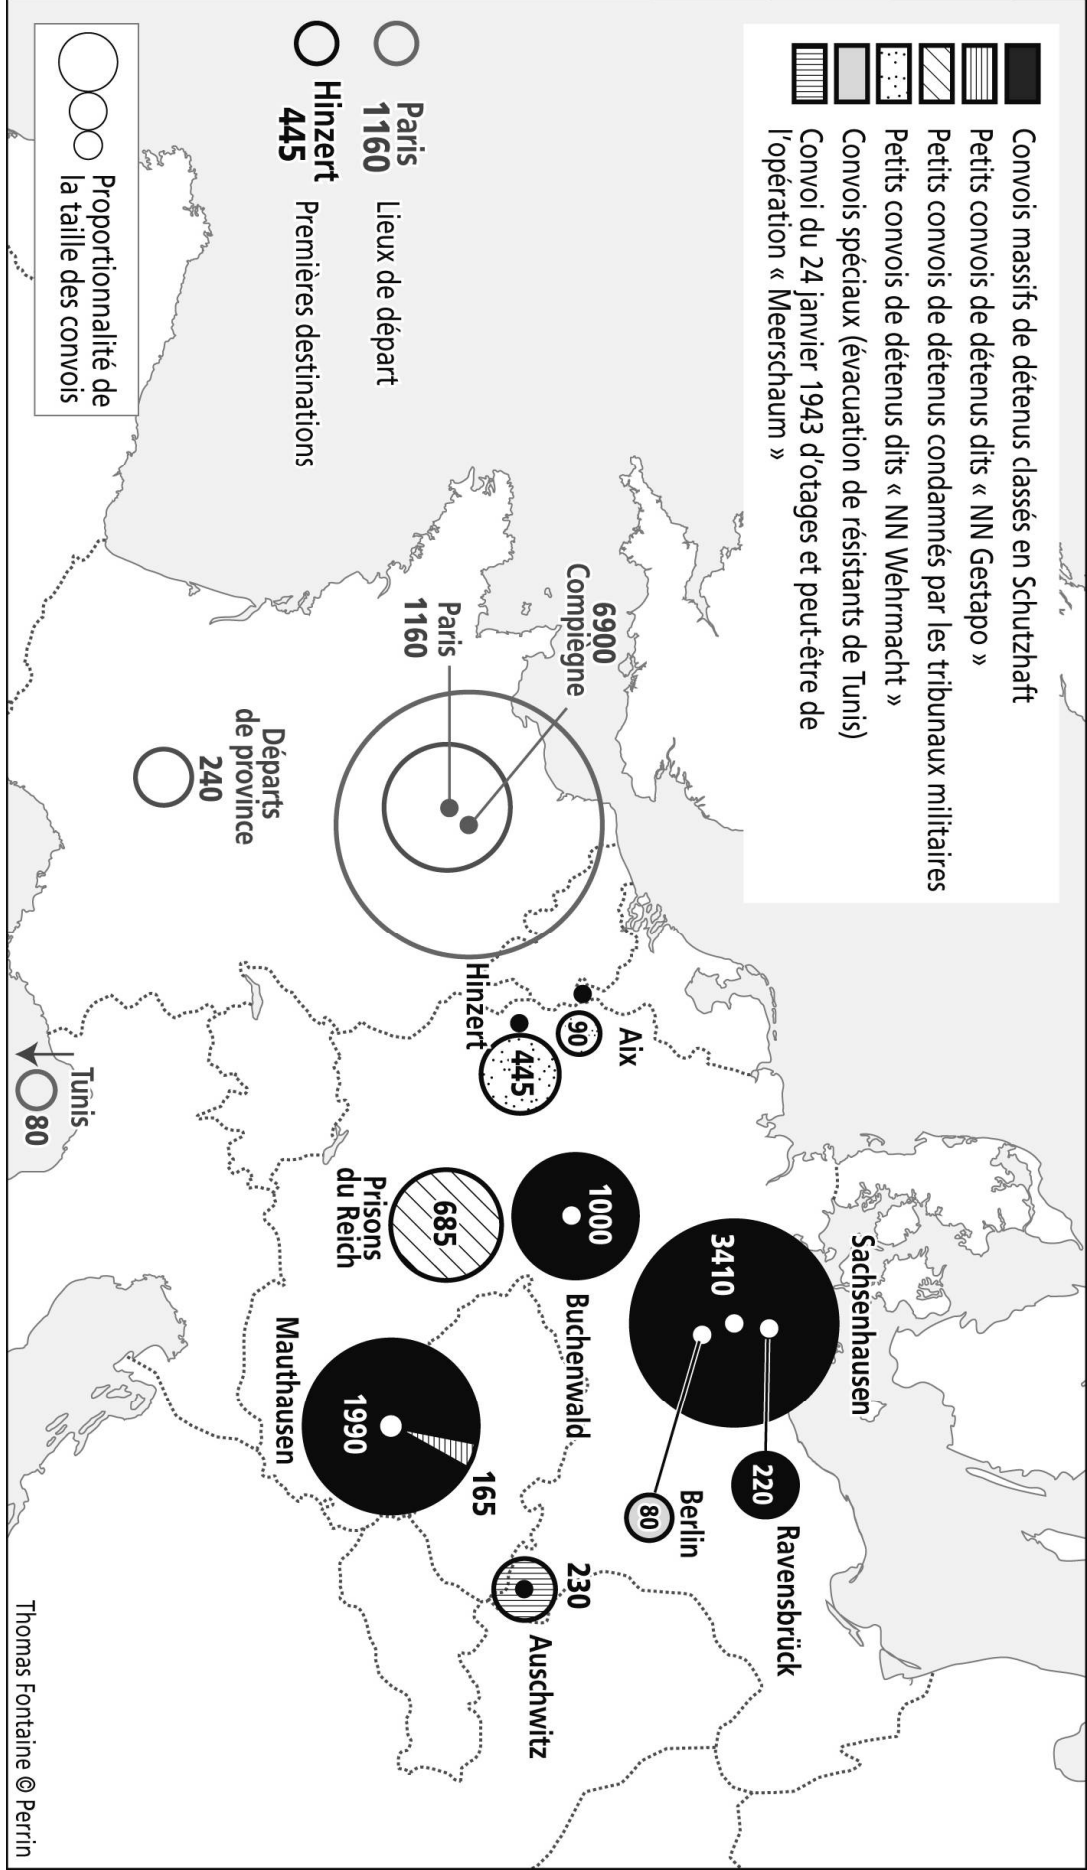 Convois massifs de détenus classés en Schutzhaft
Petits convois de détenus dits « NN Gestapo »
Petits convois de détenus condamnés par les tribunaux militaires
Petits convois de détenus dits « NN Wehrmacht »
Convois spéciaux (évacuation de résistants de Tunis)
Convoi du 24 janvier 1943 d'otages et peut-être de
l'opération « Meerschaum »
Paris
1160
Lieux de départ
Hinzert
445
Premières destinations
Proportionnalité de
la taille des convois
6900
Compiègne
Paris
1160
Départs
de province
240
Tunis
80
Aix
90
Hinzert
445
Prisons
du Reich
685
1000
Buchenwald
Sachsenhausen
3410
220
Ravensbrück
Berlin
80
Mauthausen
1990
165
230
Auschwitz
Thomas Fontaine © Perrin